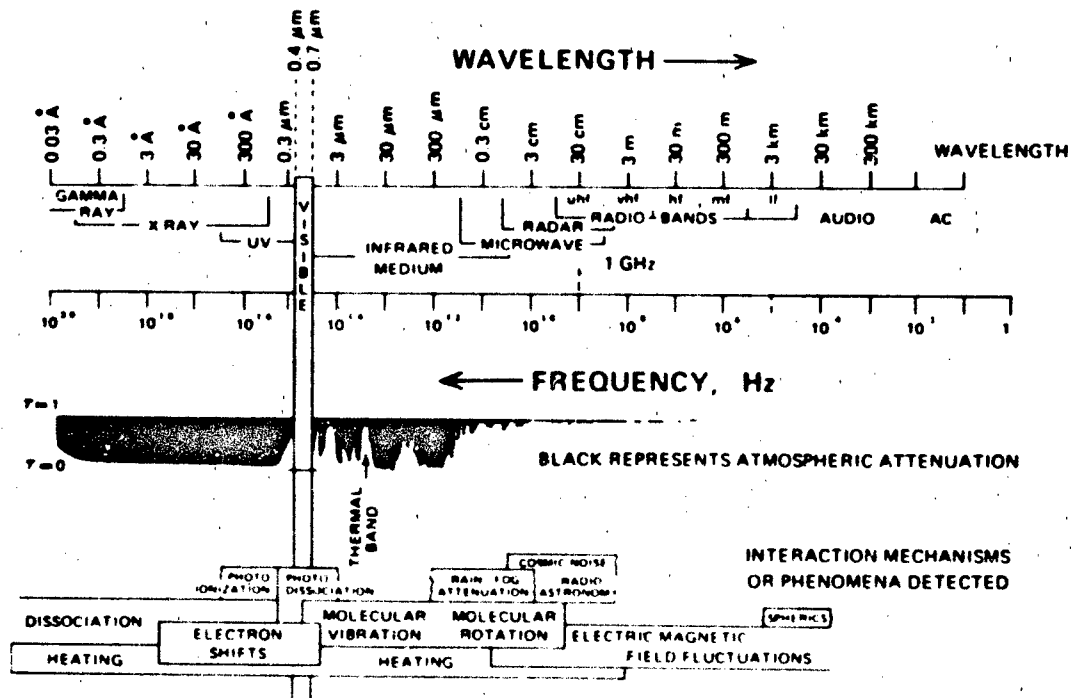 0.4 μm
0.7 μm
WAVELENGTH
0.03 Å
0.3 Å
3 Å
30 Å
300 Å
0.3 μm
3 μm
30 μm
300 μm
0.3 cm
3 cm
30 cm
3 m
30 m
300 m
3 km
30 km
300 km
WAVELENGTH
GAMMA
RAY
X RAY
UV
VISIBLE
INFRARED
MEDIUM
uhf vhf hf mf lf
RADIO BANDS
RADAR
MICROWAVE
AUDIO
AC
1 GHz
10²⁰
1
FREQUENCY, Hz
τ = 1
τ = 0
BLACK REPRESENTS ATMOSPHERIC ATTENUATION
THERMAL
BAND
INTERACTION MECHANISMS
OR PHENOMENA DETECTED
PHOTO
IONIZATION
PHOTO
DISSOCIATION
RAIN, FOG
ATTENUATION
COSMIC NOISE
RADIO
ASTRONOMY
DISSOCIATION
ELECTRON
SHIFTS
MOLECULAR
VIBRATION
MOLECULAR
ROTATION
ELECTRIC MAGNETIC
FIELD FLUCTUATIONS
SPHERICS
HEATING
HEATING